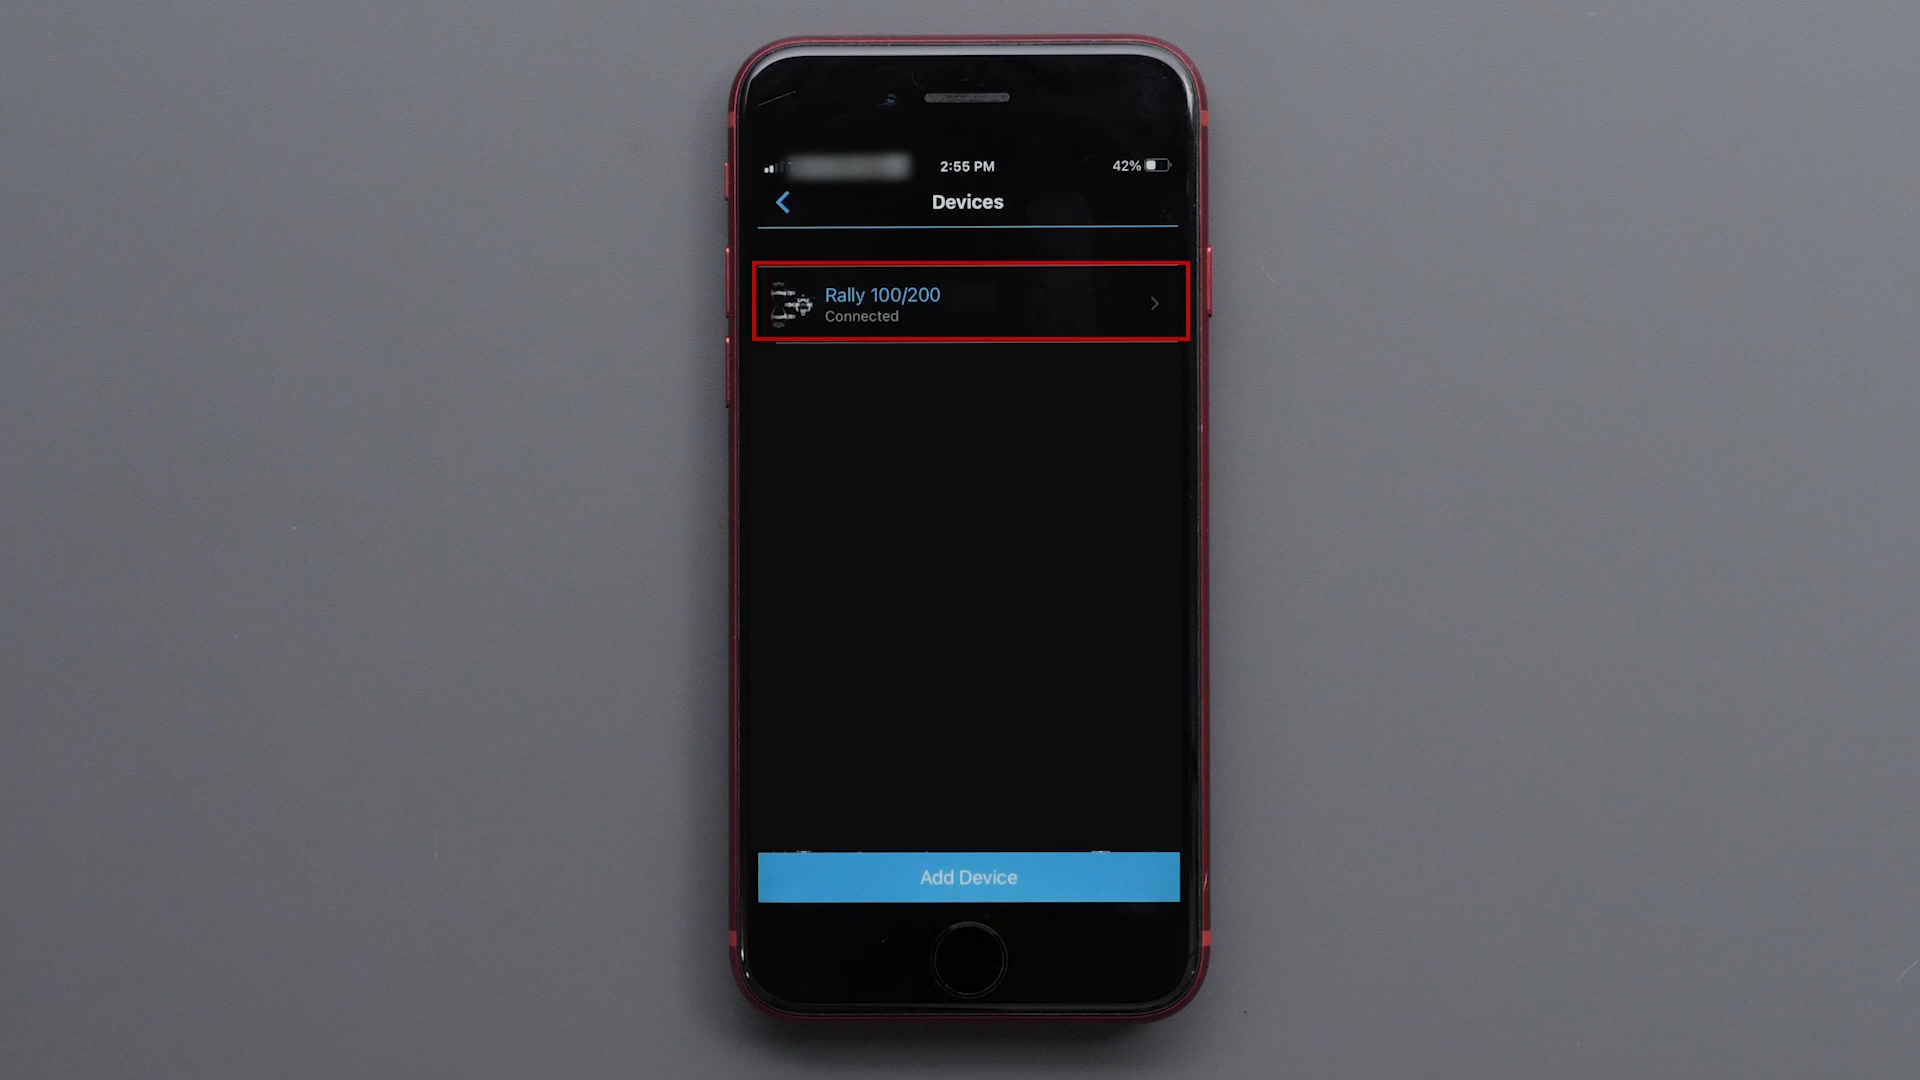 2:55 PM
42%
Devices
Rally 100/200
Connected
Add Device